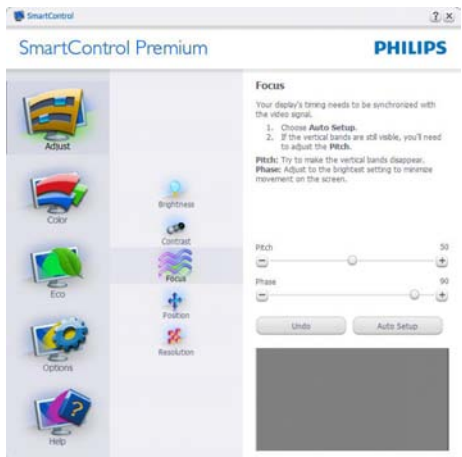 SmartControl
SmartControl Premium
PHILIPS
Adjust
Color
Eco
Options
Help
Brightness
Contrast
Focus
Position
Resolution
Focus
Your display's timing needs to be synchronized with
the video signal.
1. Choose Auto Setup.
2. If the vertical bands are still visible, you'll need
to adjust the Pitch.
Pitch: Try to make the vertical bands disappear.
Phase: Adjust to the brightest setting to minimize
movement on the screen.
Pitch 50
Phase 90
Undo Auto Setup